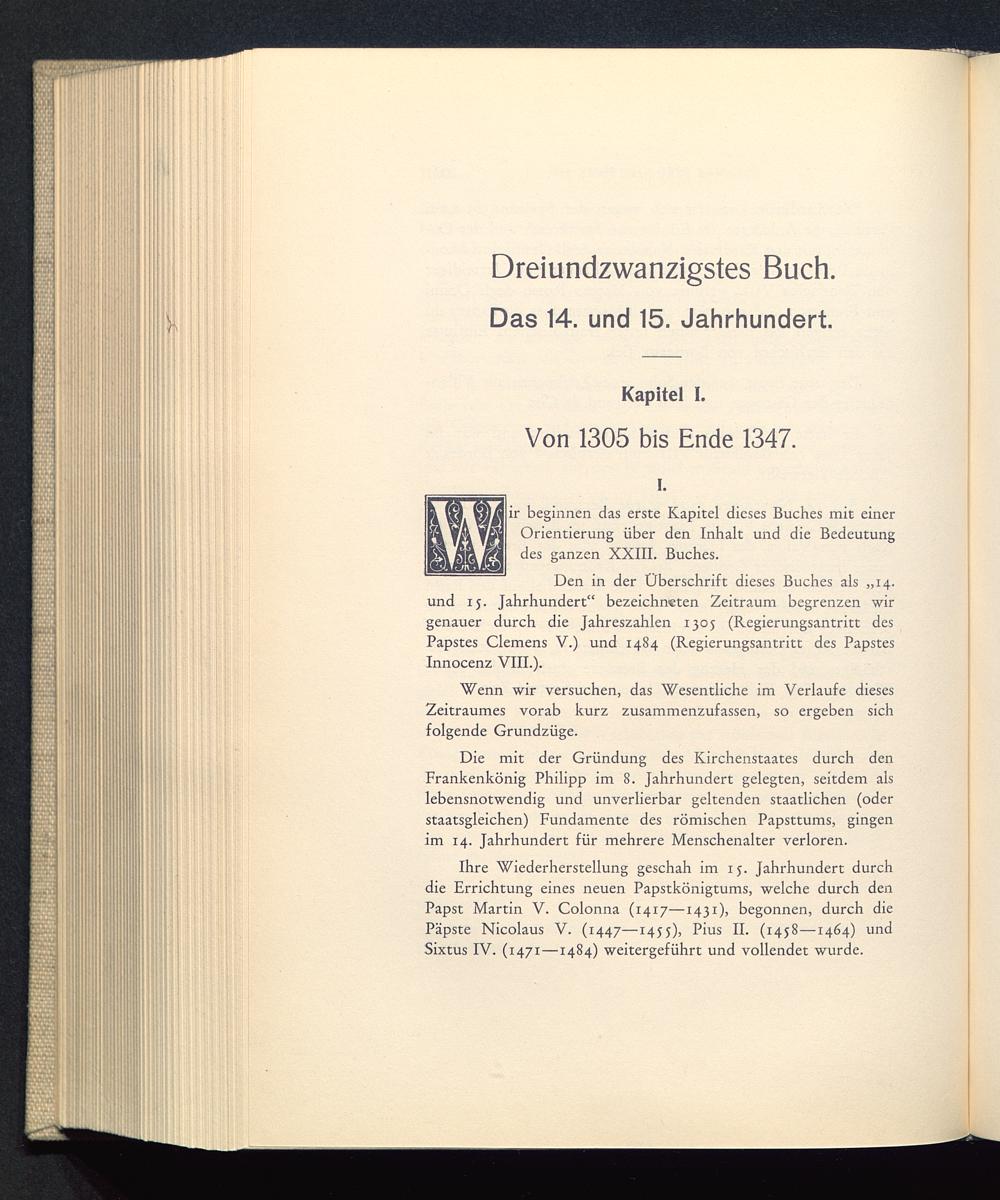 Dreiundzwanzigstes Buch.
Das 14. und 15. Jahrhundert.
Kapitel I.
Von 1305 bis Ende 1347.
I.
Wir beginnen das erste Kapitel dieses Buches mit einer
Orientierung über den Inhalt und die Bedeutung
des ganzen XXIII. Buches.
Den in der Überschrift dieses Buches als „14.
und 15. Jahrhundert“ bezeichneten Zeitraum begrenzen wir
genauer durch die Jahreszahlen 1305 (Regierungsantritt des
Papstes Clemens V.) und 1484 (Regierungsantritt des Papstes
Innocenz VIII.).
Wenn wir versuchen, das Wesentliche im Verlaufe dieses
Zeitraumes vorab kurz zusammenzufassen, so ergeben sich
folgende Grundzüge.
Die mit der Gründung des Kirchenstaates durch den
Frankenkönig Philipp im 8. Jahrhundert gelegten, seitdem als
lebensnotwendig und unverlierbar geltenden staatlichen (oder
staatsgleichen) Fundamente des römischen Papsttums, gingen
im 14. Jahrhundert für mehrere Menschenalter verloren.
Ihre Wiederherstellung geschah im 15. Jahrhundert durch
die Errichtung eines neuen Papstkönigtums, welche durch den
Papst Martin V. Colonna (1417—1431), begonnen, durch die
Päpste Nicolaus V. (1447—1455), Pius II. (1458—1464) und
Sixtus IV. (1471—1484) weitergeführt und vollendet wurde.